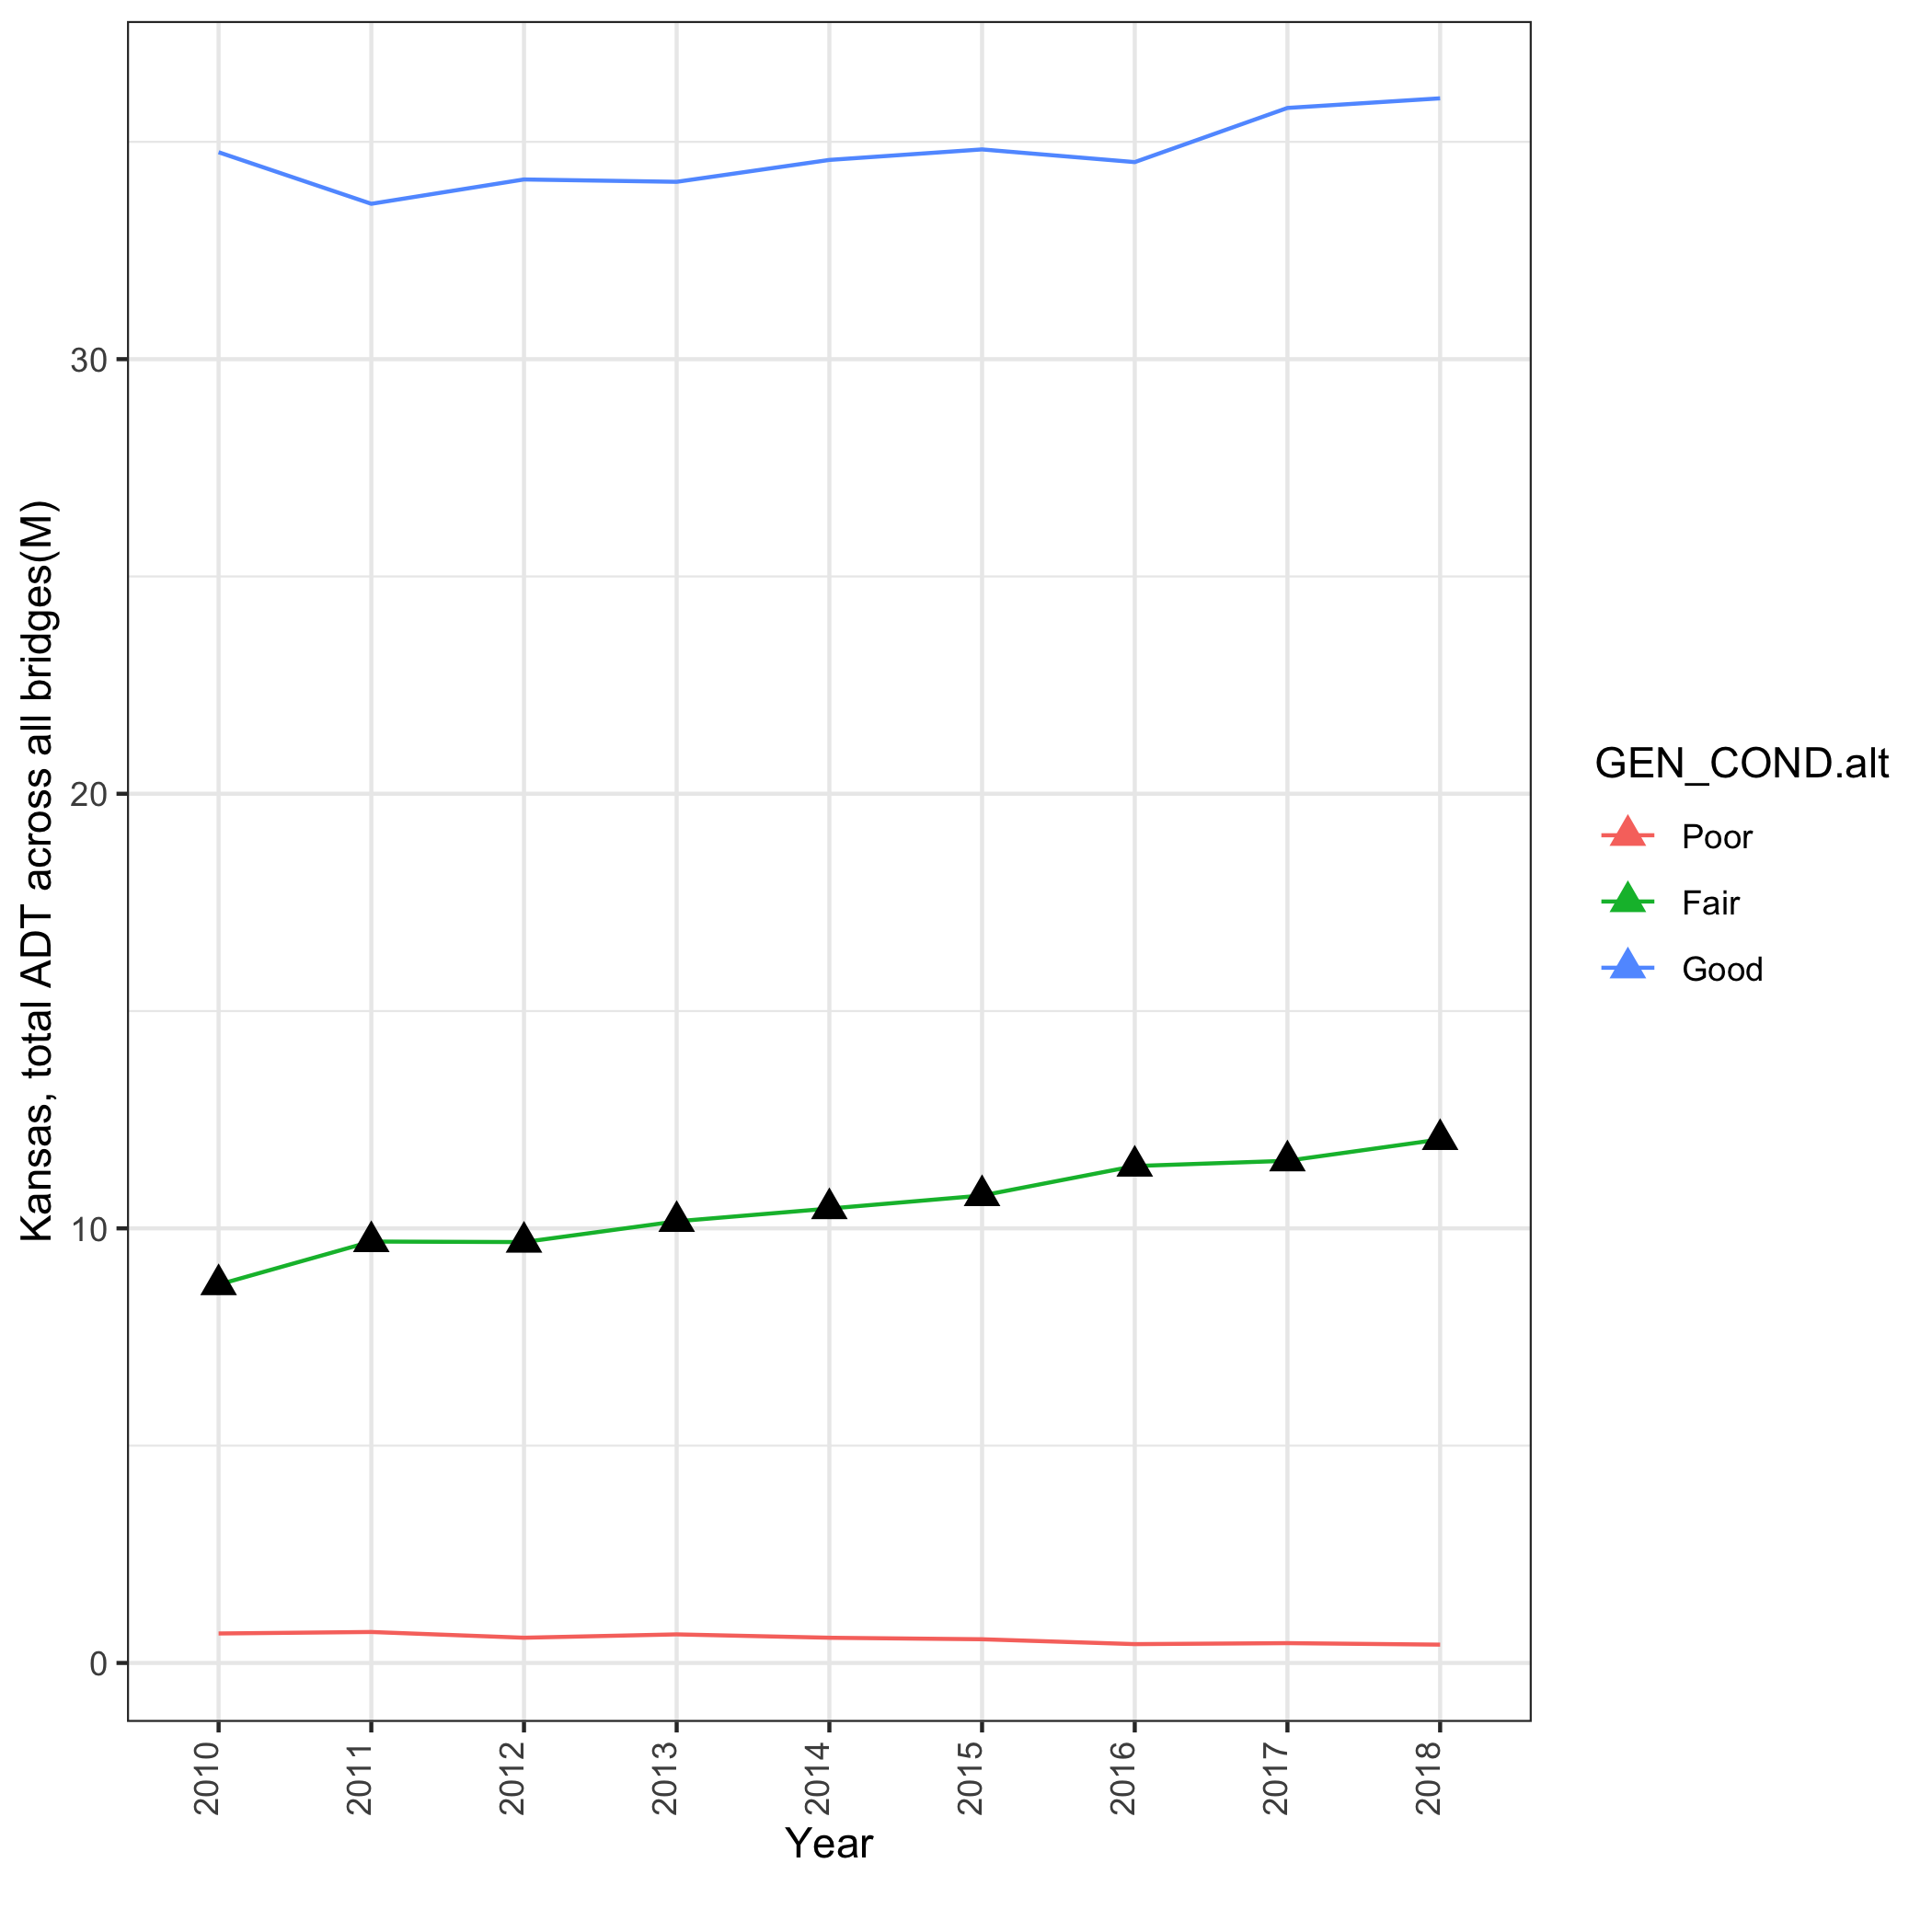 Kansas, total ADT across all bridges(M)
30
20
10
0
2010
2011
2012
2013
2014
2015
2016
2017
2018
Year
GEN_COND.alt
Poor
Fair
Good